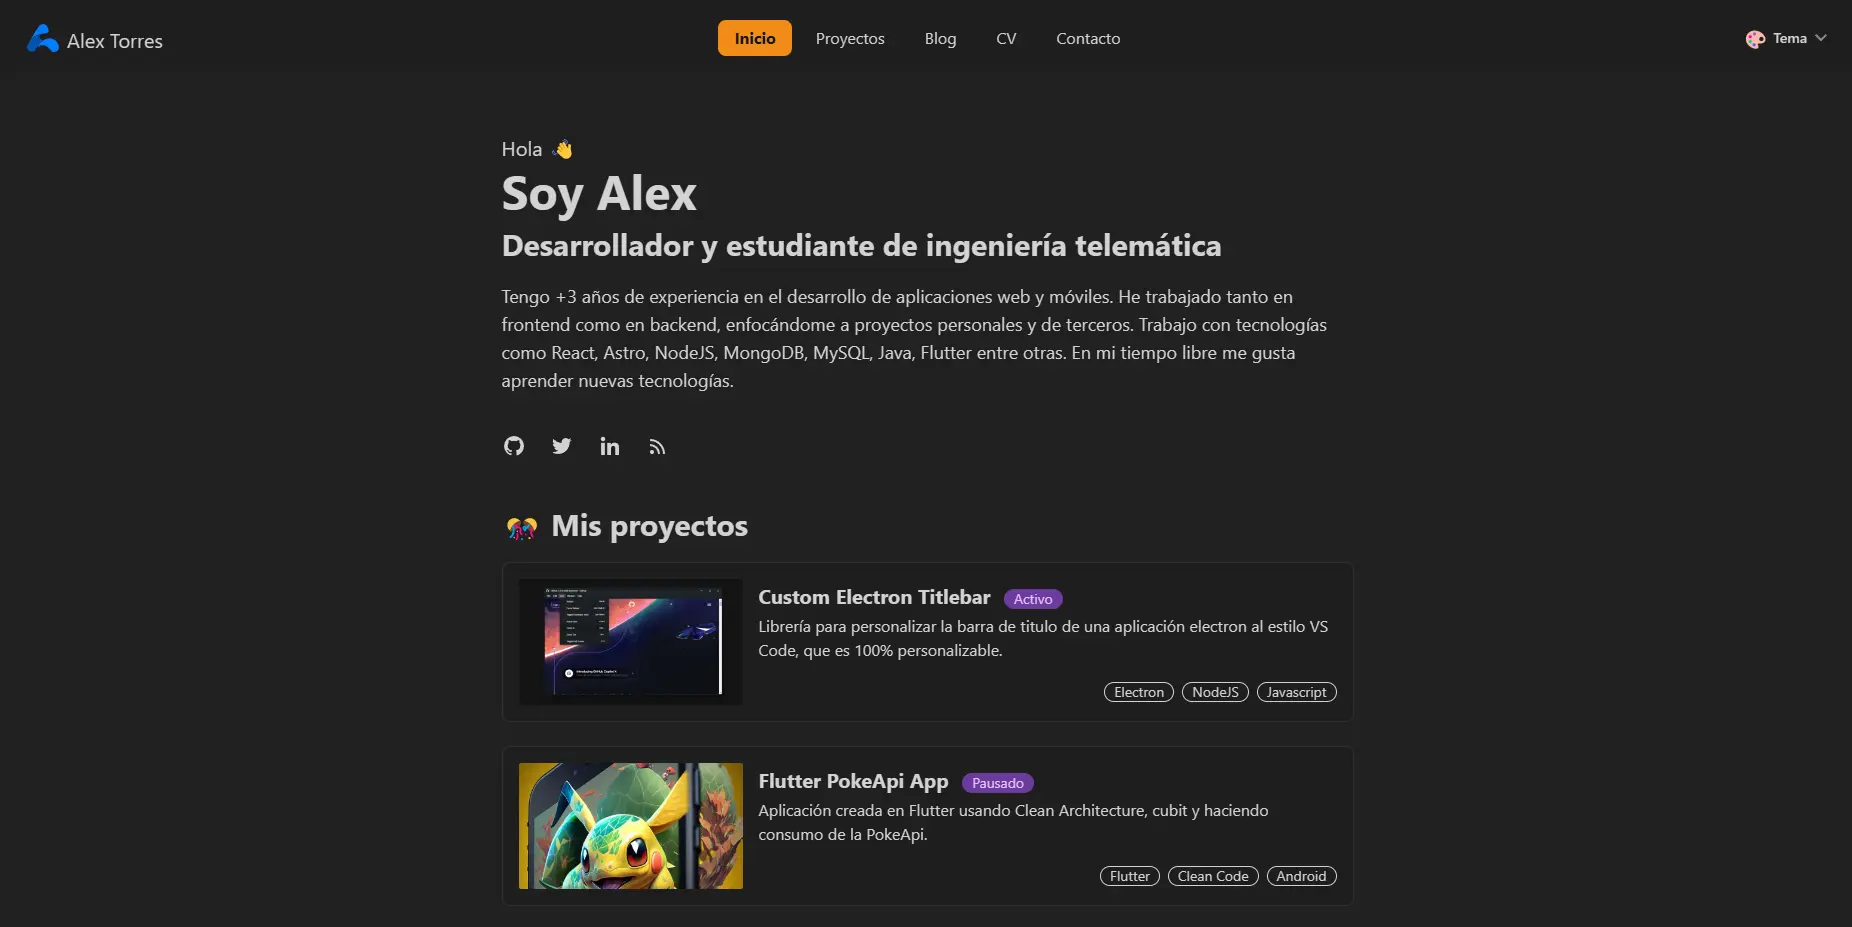 Alex Torres
Inicio
Proyectos
Blog
CV
Contacto
Tema
Hola
Soy Alex
Desarrollador y estudiante de ingeniería telemática
Tengo +3 años de experiencia en el desarrollo de aplicaciones web y móviles. He trabajado tanto en
frontend como en backend, enfocándome a proyectos personales y de terceros. Trabajo con tecnologías
como React, Astro, NodeJS, MongoDB, MySQL, Java, Flutter entre otras. En mi tiempo libre me gusta
aprender nuevas tecnologías.
Mis proyectos
Custom Electron Titlebar
Activo
Librería para personalizar la barra de titulo de una aplicación electron al estilo VS
Code, que es 100% personalizable.
Electron
NodeJS
Javascript
Flutter PokeApi App
Pausado
Aplicación creada en Flutter usando Clean Architecture, cubit y haciendo
consumo de la PokeApi.
Flutter
Clean Code
Android